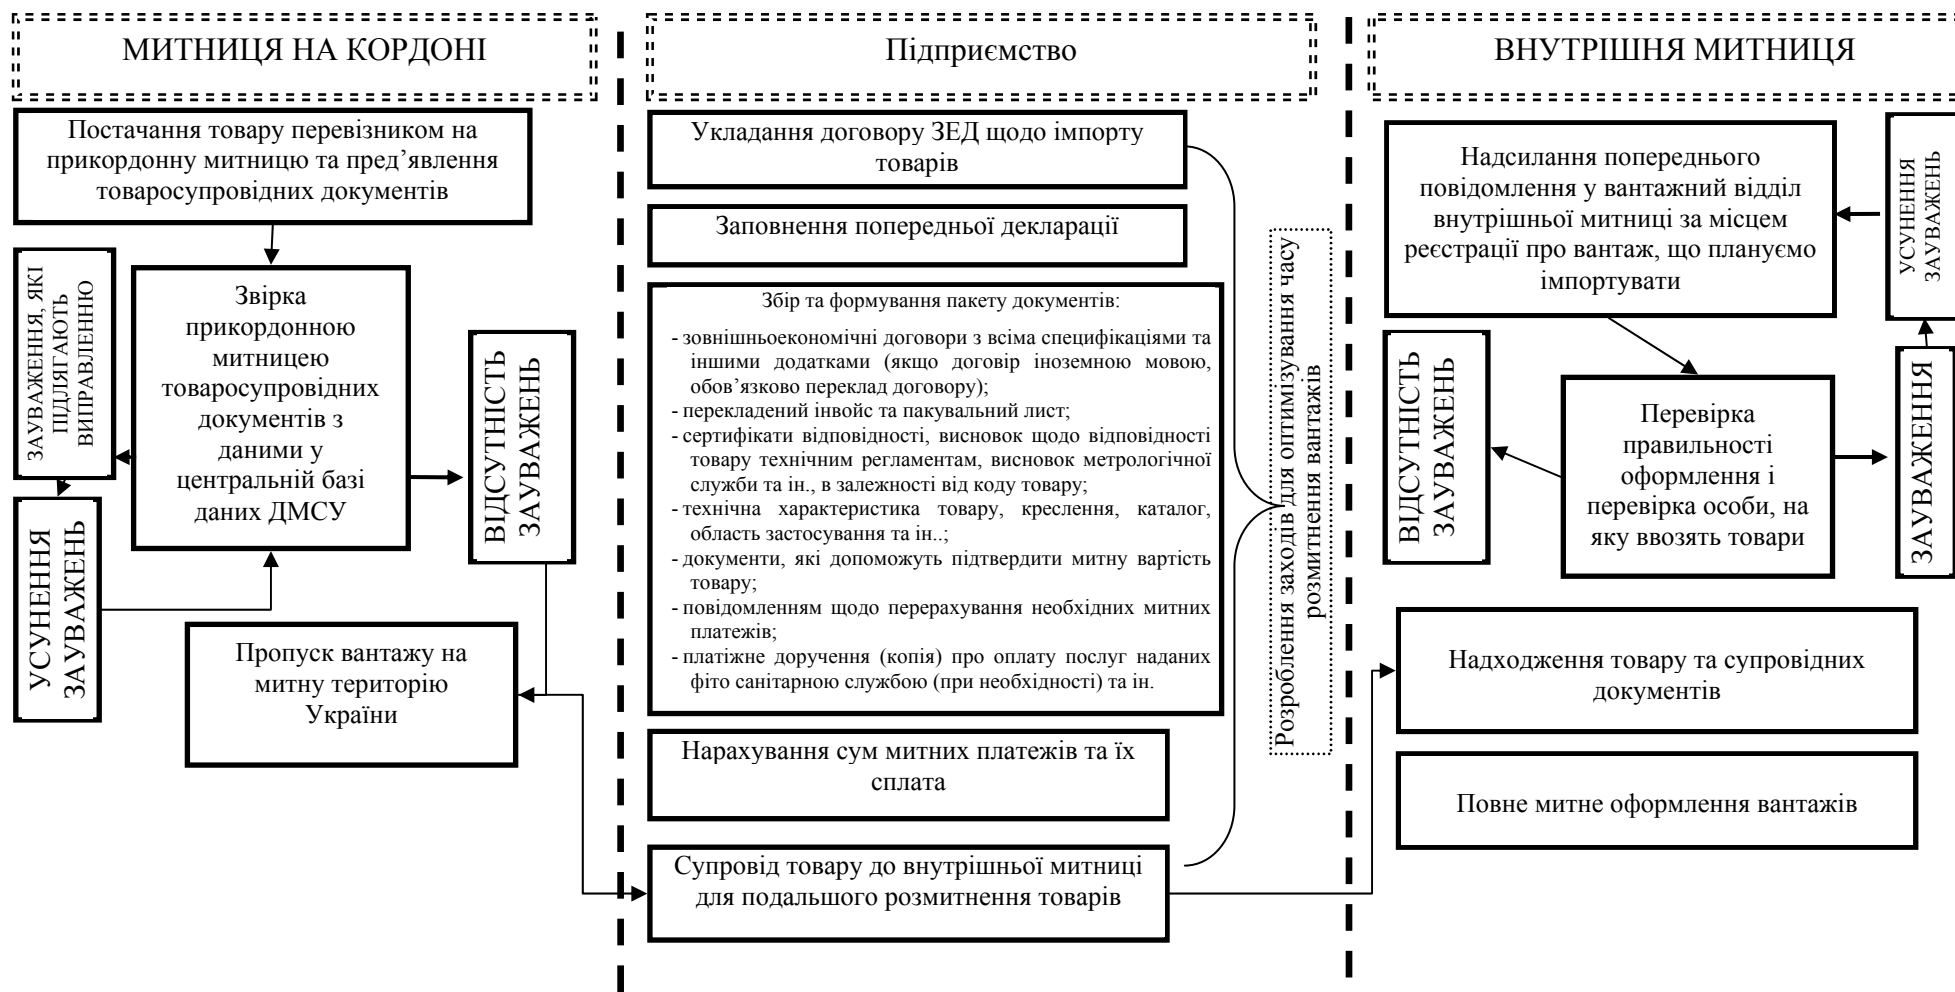 МИТНИЦЯ НА КОРДОНІ
Постачання товару перевізником на
прикордонну митницю та пред’явлення
товаросупровідних документів
ЗАУВАЖЕННЯ, ЯКІ
ПІДЛЯГАЮТЬ
ВИПРАВЛЕННЮ
Звірка
прикордонною
митницею
товаросупровідних
документів з
даними у
центральній базі
даних ДМСУ
ВІДСУТНІСТЬ
ЗАУВАЖЕНЬ
УСУНЕННЯ
ЗАУВАЖЕНЬ
Пропуск вантажу на
митну територію
України
Підприємство
Укладання договору ЗЕД щодо імпорту
товарів
Заповнення попередньої декларації
Збір та формування пакету документів:
- зовнішньоекономічні договори з всіма специфікаціями та
іншими додатками (якщо договір іноземною мовою,
обов’язково переклад договору);
- перекладений інвойс та пакувальний лист;
- сертифікати відповідності, висновок щодо відповідності
товару технічним регламентам, висновок метрологічної
служби та ін., в залежності від коду товару;
- технічна характеристика товару, креслення, каталог,
область застосування та ін..;
- документи, які допоможуть підтвердити митну вартість
товару;
- повідомленням щодо перерахування необхідних митних
платежів;
- платіжне доручення (копія) про оплату послуг наданих
фіто санітарною службою (при необхідності) та ін.
Нарахування сум митних платежів та їх
сплата
Супровід товару до внутрішньої митниці
для подальшого розмитнення товарів
Розроблення заходів для оптимізування часу
розмитнення вантажів
ВНУТРІШНЯ МИТНИЦЯ
Надсилання попереднього
повідомлення у вантажний відділ
внутрішньої митниці за місцем
реєстрації про вантаж, що плануємо
імпортувати
УСУНЕННЯ
ЗАУВАЖЕНЬ
ВІДСУТНІСТЬ
ЗАУВАЖЕНЬ
Перевірка
правильності
оформлення і
перевірка особи, на
яку ввозять товари
ЗАУВАЖЕННЯ
Надходження товару та супровідних
документів
Повне митне оформлення вантажів